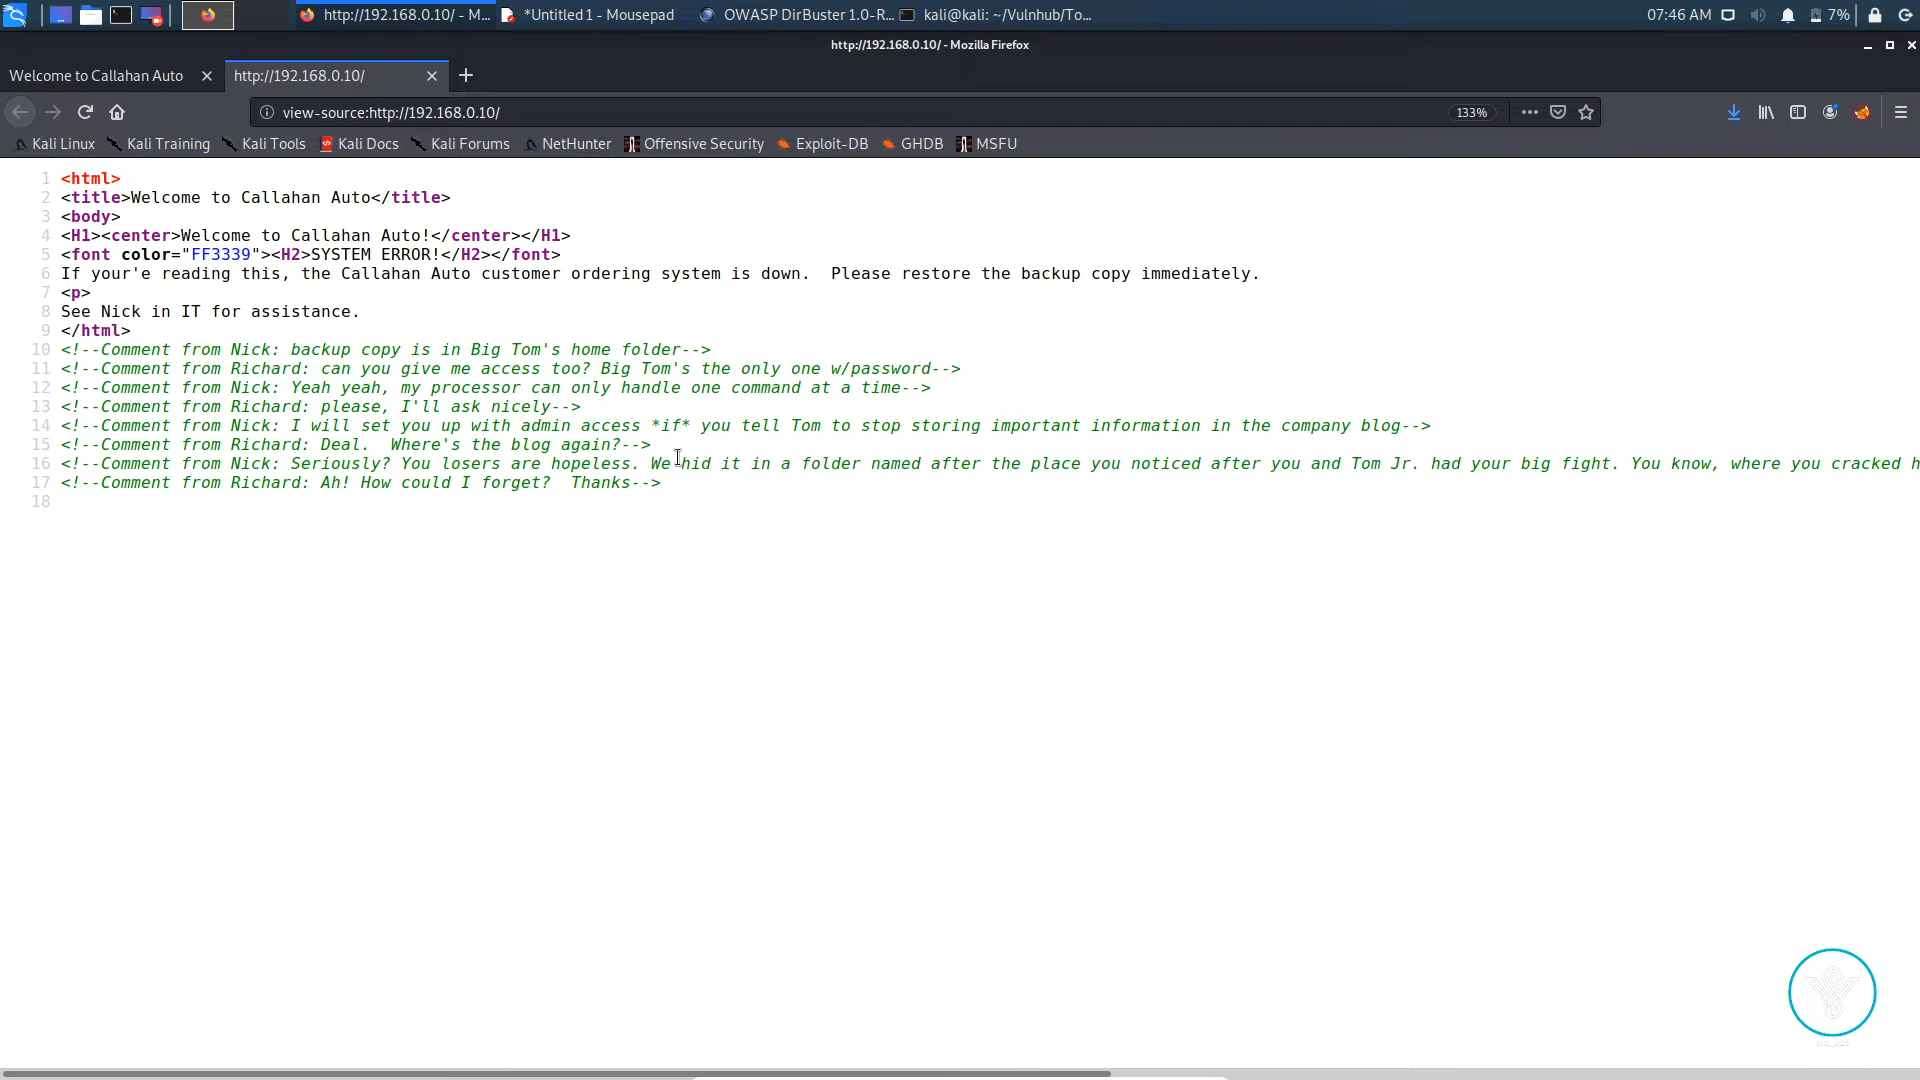 http://192.168.0.10/ - M... *Untitled 1 - Mousepad OWASP DirBuster 1.0-R... kali@kali: ~/Vulnhub/To... 07:46 AM 7%
http://192.168.0.10/ - Mozilla Firefox
Welcome to Callahan Auto http://192.168.0.10/
view-source:http://192.168.0.10/ 133%
Kali Linux Kali Training Kali Tools Kali Docs Kali Forums NetHunter Offensive Security Exploit-DB GHDB MSFU
1 <html>
2 <title>Welcome to Callahan Auto</title>
3 <body>
4 <H1><center>Welcome to Callahan Auto!</center></H1>
5 <font color="FF3339"><H2>SYSTEM ERROR!</H2></font>
6 If your'e reading this, the Callahan Auto customer ordering system is down.  Please restore the backup copy immediately.
7 <p>
8 See Nick in IT for assistance.
9 </html>
10 <!--Comment from Nick: backup copy is in Big Tom's home folder-->
11 <!--Comment from Richard: can you give me access too? Big Tom's the only one w/password-->
12 <!--Comment from Nick: Yeah yeah, my processor can only handle one command at a time-->
13 <!--Comment from Richard: please, I'll ask nicely-->
14 <!--Comment from Nick: I will set you up with admin access *if* you tell Tom to stop storing important information in the company blog-->
15 <!--Comment from Richard: Deal.  Where's the blog again?-->
16 <!--Comment from Nick: Seriously? You losers are hopeless. We hid it in a folder named after the place you noticed after you and Tom Jr. had your big fight. You know, where you cracked h
17 <!--Comment from Richard: Ah! How could I forget?  Thanks-->
18